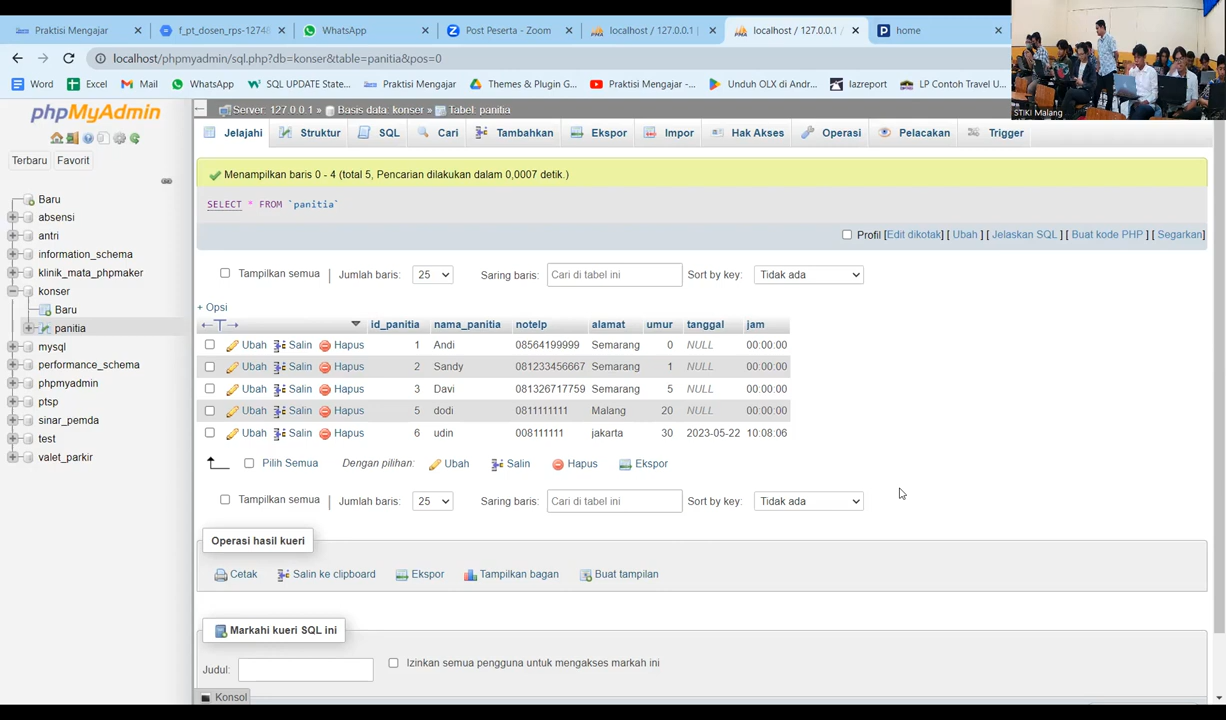 Praktisi Mengajar
f_pt_dosen_rps-1274
WhatsApp
Post Peserta - Zoom
localhost / 127.0.0.1 |
localhost / 127.0.0.1 /
home
localhost/phpmyadmin/sql.php?db=konser&table=panitia&pos=0
Word
Excel
Mail
WhatsApp
SQL UPDATE State...
Praktisi Mengajar
Themes & Plugin G...
Praktisi Mengajar -...
Unduh OLX di Andr...
lazreport
LP Contoh Travel U...
STIKI Malang
phpMyAdmin
Terbaru
Favorit
Baru
absensi
antri
information_schema
klinik_mata_phpmaker
konser
Baru
panitia
mysql
performance_schema
phpmyadmin
ptsp
sinar_pemda
test
valet_parkir
Server: 127.0.0.1 » Basis data: konser » Tabel: panitia
Jelajahi Struktur SQL Cari Tambahkan Ekspor Impor Hak Akses Operasi Pelacakan Trigger
Menampilkan baris 0 - 4 (total 5, Pencarian dilakukan dalam 0,0007 detik.)
SELECT * FROM `panitia`
Profil [Edit dikotak] [ Ubah ] [ Jelaskan SQL ] [ Buat kode PHP ] [ Segarkan]
Tampilkan semua | Jumlah baris: 25 Saring baris: Cari di tabel ini Sort by key: Tidak ada
+ Opsi
id_panitia nama_panitia notelp alamat umur tanggal jam
Ubah Salin Hapus 1 Andi 08564199999 Semarang 0 NULL 00:00:00
Ubah Salin Hapus 2 Sandy 081233456667 Semarang 1 NULL 00:00:00
Ubah Salin Hapus 3 Davi 081326717759 Semarang 5 NULL 00:00:00
Ubah Salin Hapus 5 dodi 0811111111 Malang 20 NULL 00:00:00
Ubah Salin Hapus 6 udin 008111111 jakarta 30 2023-05-22 10:08:06
Pilih Semua Dengan pilihan: Ubah Salin Hapus Ekspor
Tampilkan semua | Jumlah baris: 25 Saring baris: Cari di tabel ini Sort by key: Tidak ada
Operasi hasil kueri
Cetak Salin ke clipboard Ekspor Tampilkan bagan Buat tampilan
Markahi kueri SQL ini
Judul: Izinkan semua pengguna untuk mengakses markah ini
Konsol